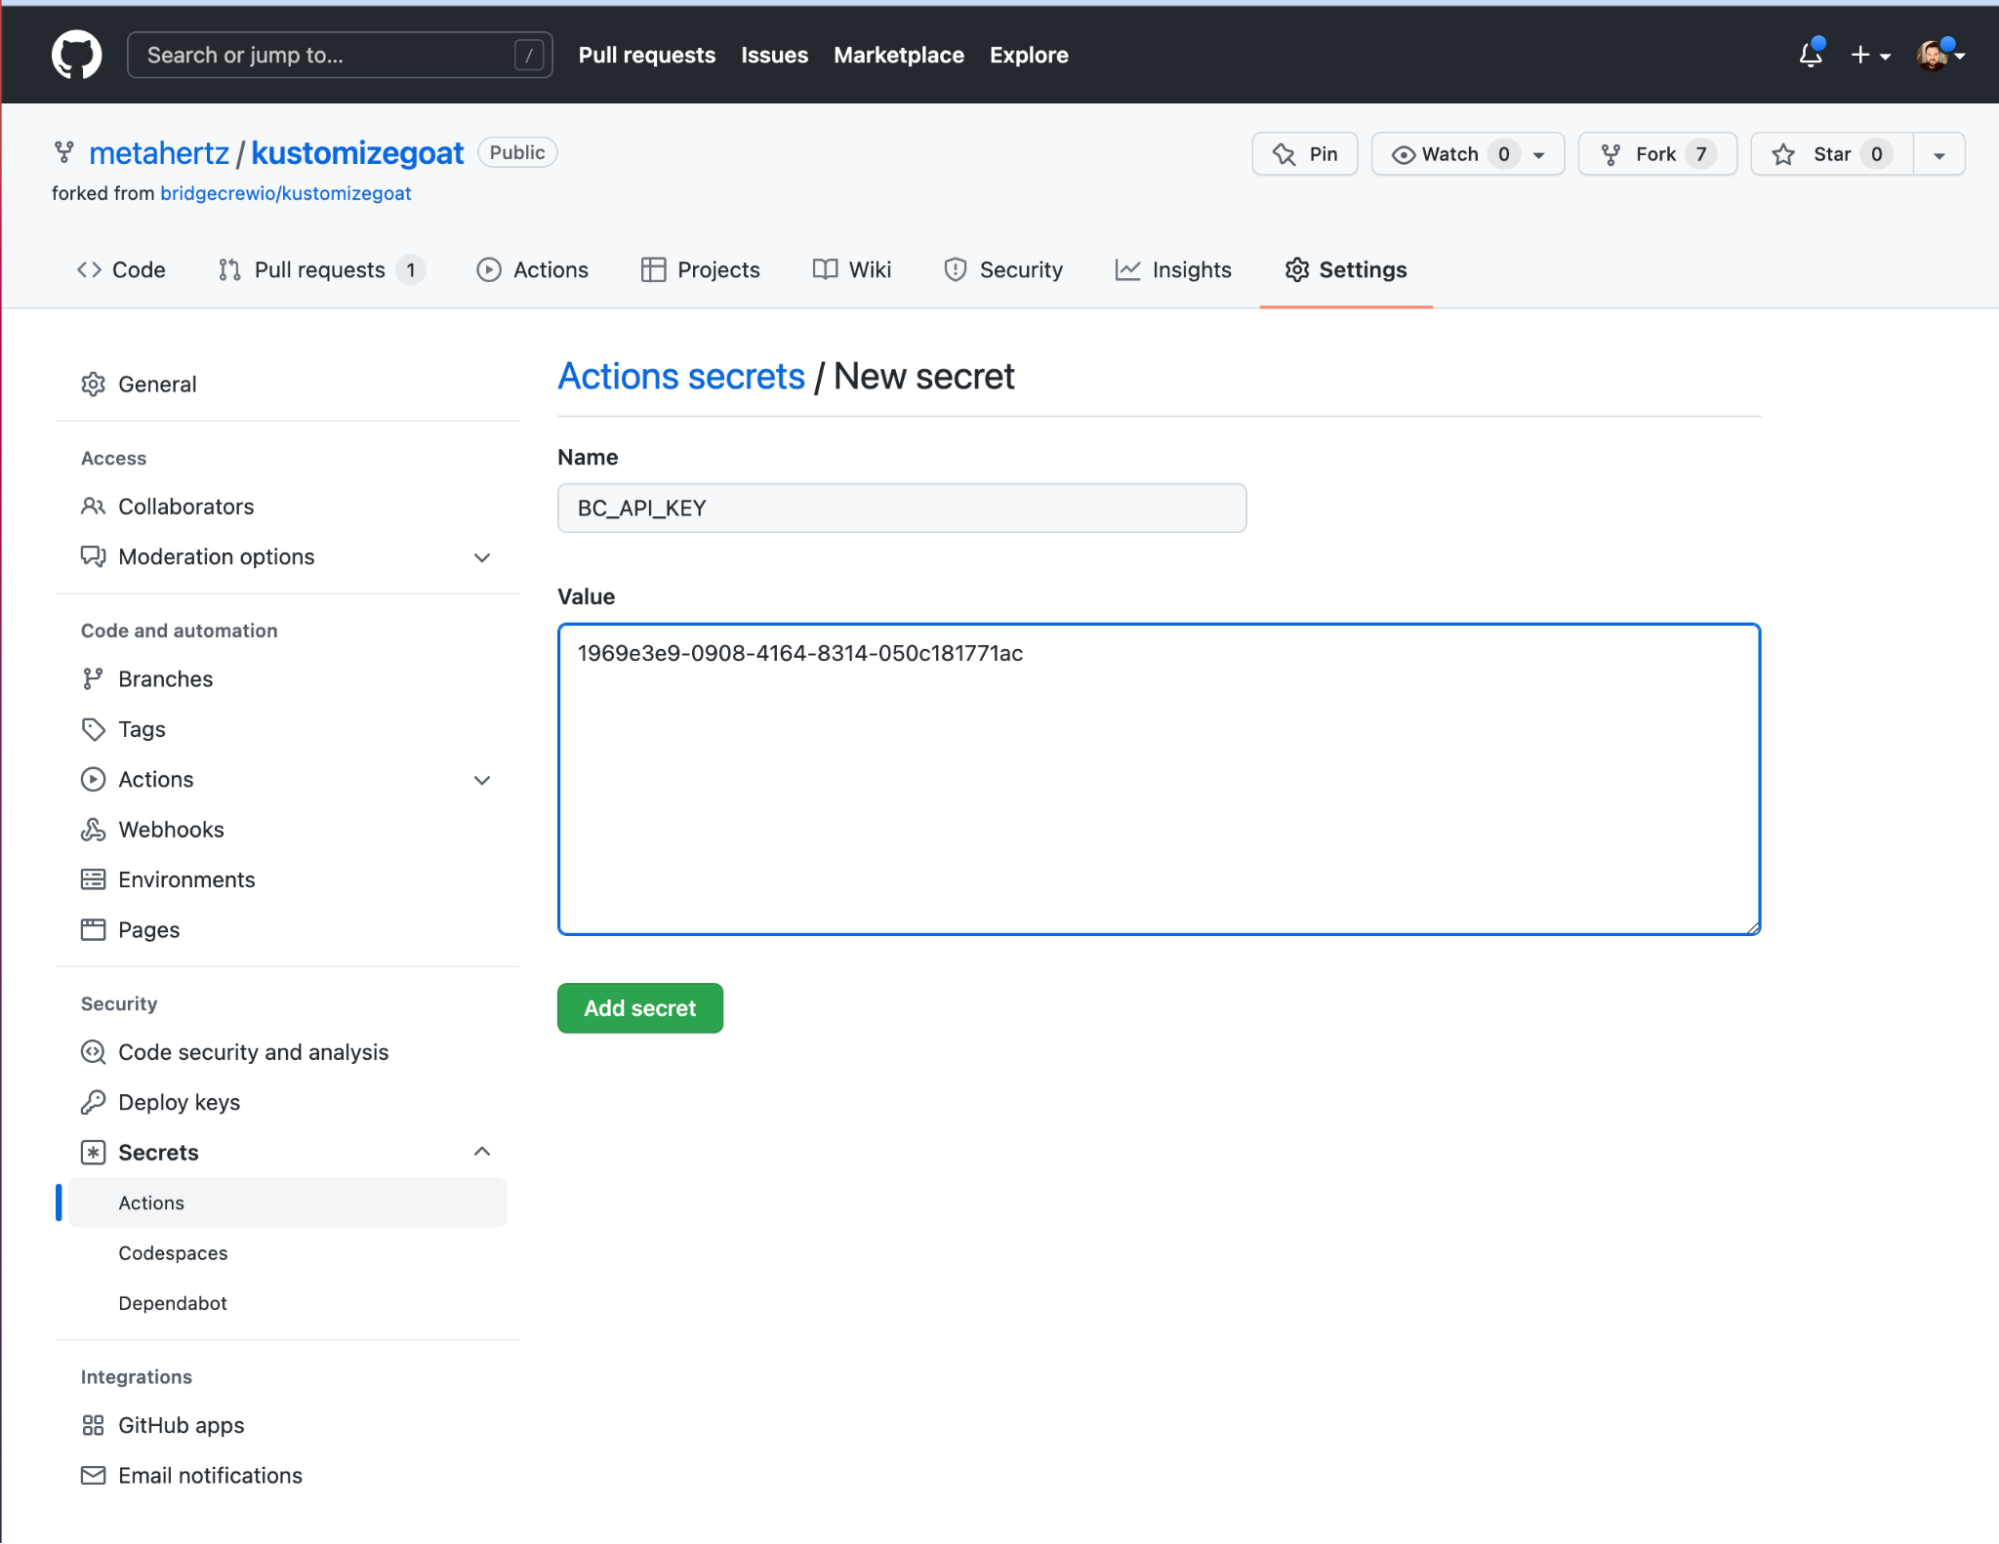 Search or jump to... /
Pull requests Issues Marketplace Explore
metahertz / kustomizegoat Public
Pin Watch 0 Fork 7 Star 0
forked from bridgecrewio/kustomizegoat
Code Pull requests 1 Actions Projects Wiki Security Insights Settings
General
Access
Collaborators
Moderation options
Code and automation
Branches
Tags
Actions
Webhooks
Environments
Pages
Security
Code security and analysis
Deploy keys
Secrets
Actions
Codespaces
Dependabot
Integrations
GitHub apps
Email notifications
Actions secrets / New secret
Name
BC_API_KEY
Value
1969e3e9-0908-4164-8314-050c181771ac
Add secret